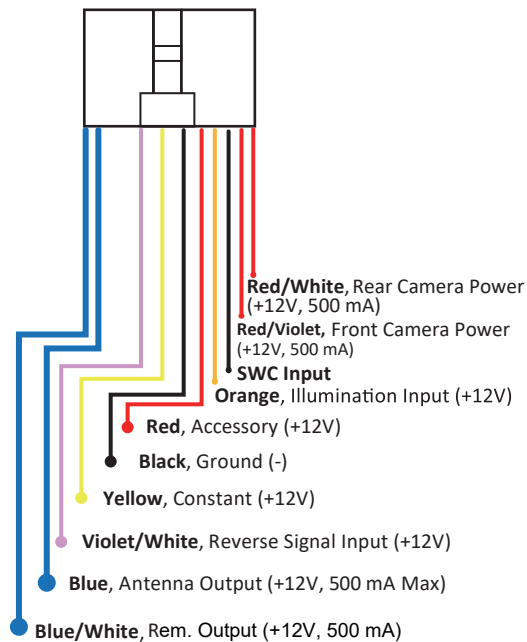 Red/White, Rear Camera Power
(+12V, 500 mA)
Red/Violet, Front Camera Power
(+12V, 500 mA)
SWC Input
Orange, Illumination Input (+12V)
Red, Accessory (+12V)
Black, Ground (-)
Yellow, Constant (+12V)
Violet/White, Reverse Signal Input (+12V)
Blue, Antenna Output (+12V, 500 mA Max)
Blue/White, Rem. Output (+12V, 500 mA)